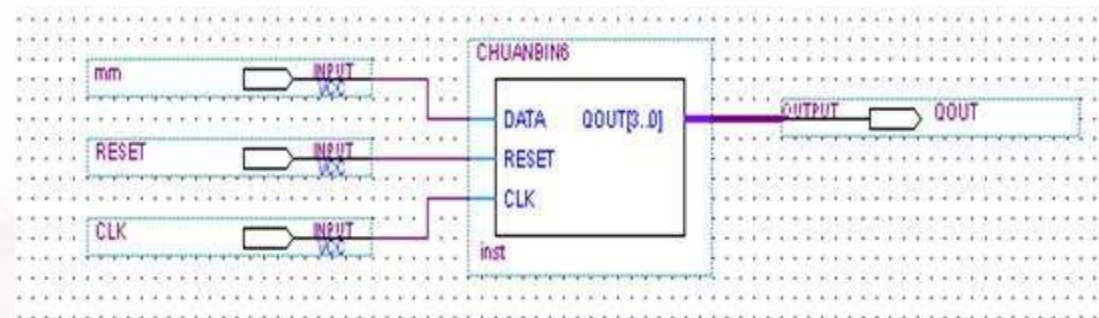 mm INPUT VCC
RESET INPUT VCC
CLK INPUT VCC
CHUANBIN6
DATA QOUT[3..0]
RESET
CLK
inst
OUTPUT QOUT